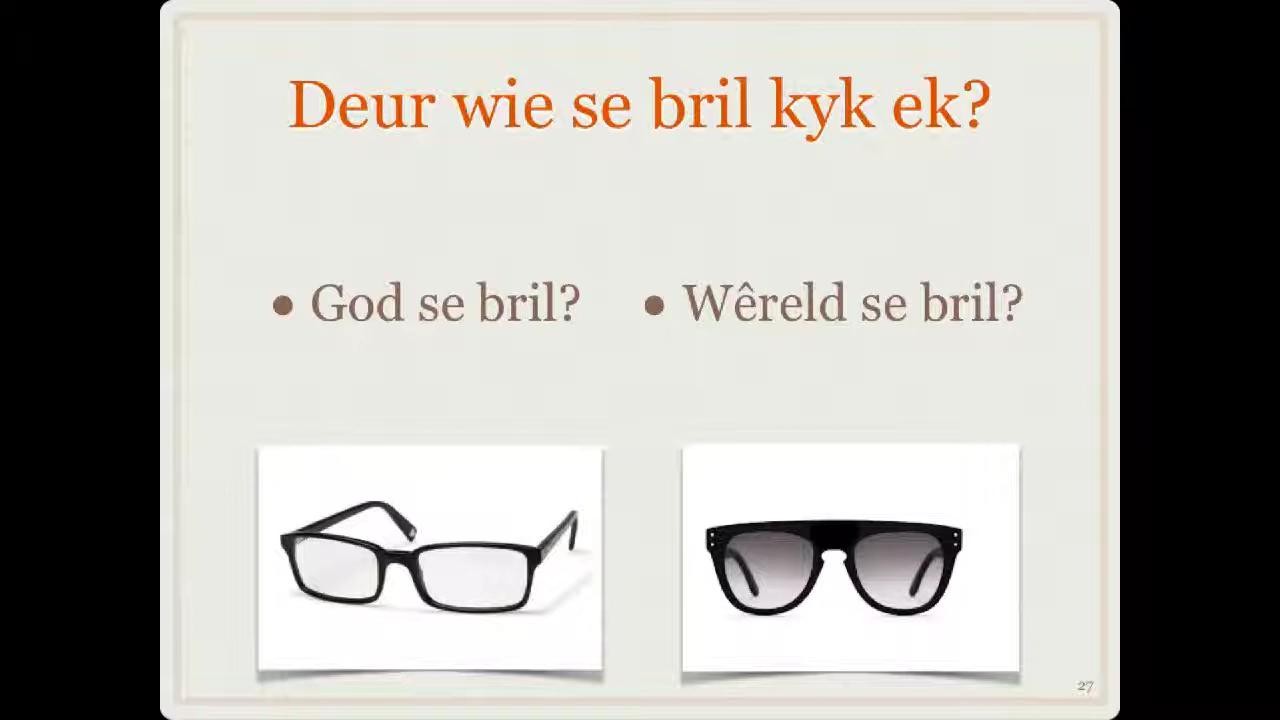 Deur wie se bril kyk ek?
• God se bril?
• Wêreld se bril?
27